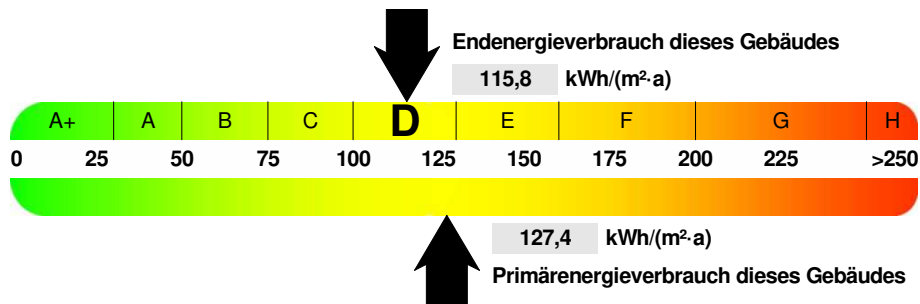 Endenergieverbrauch dieses Gebäudes
115,8 kWh/(m²·a)
A+ A B C D E F G H
0 25 50 75 100 125 150 175 200 225 >250
127,4 kWh/(m²·a)
Primärenergieverbrauch dieses Gebäudes